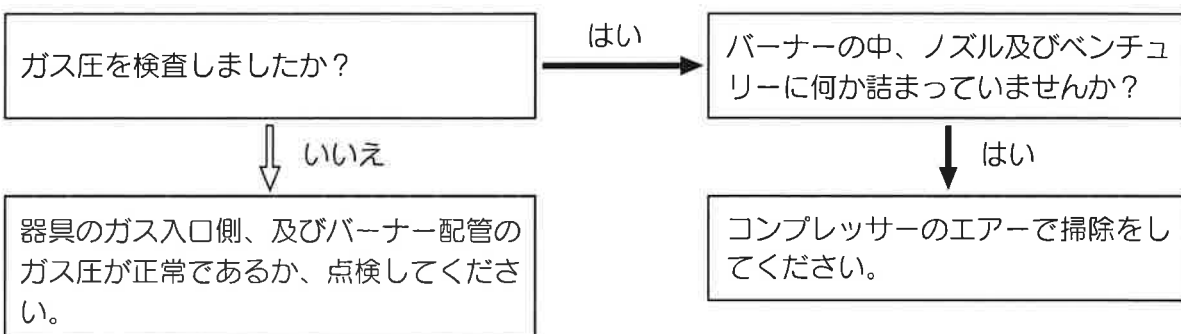 ガス圧を検査しましたか？
はい
バーナーの中、ノズル及びベンチュ
リーに何か詰まっていませんか？
いいえ
はい
器具のガス入口側、及びバーナー配管の
ガス圧が正常であるか、点検してくださ
い。
コンプレッサーのエアーで掃除をし
てください。